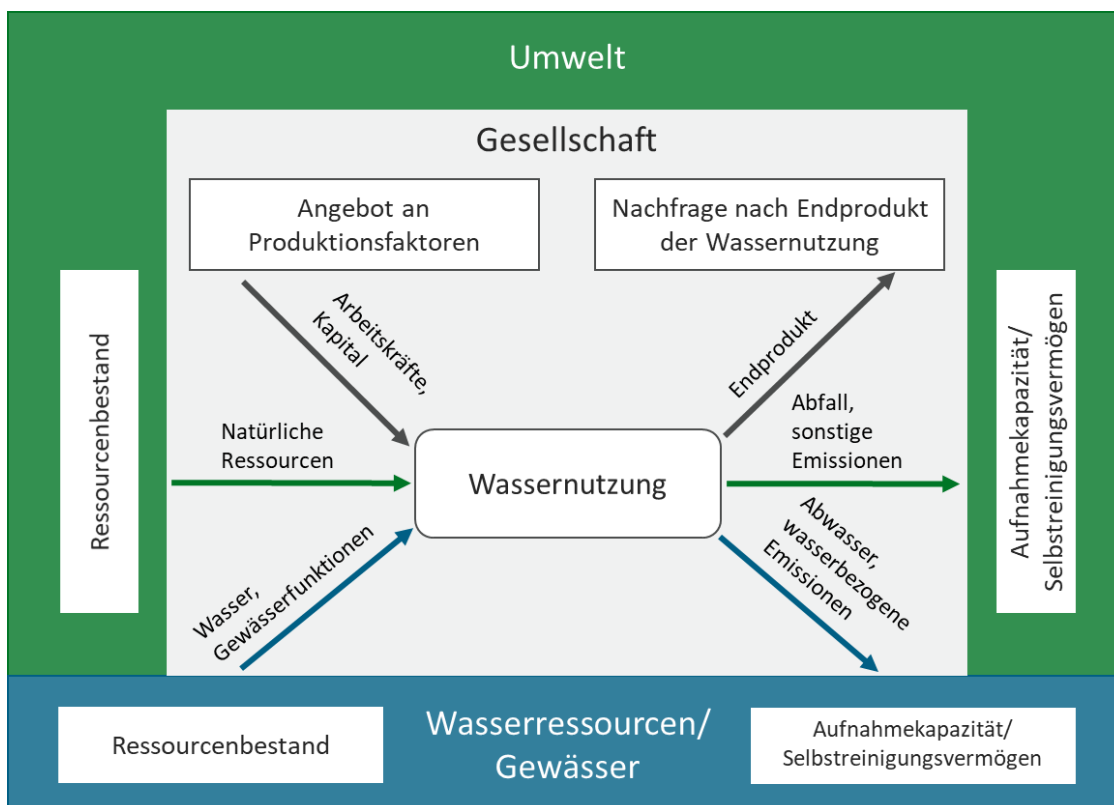 Umwelt
Gesellschaft
Angebot an
Produktionsfaktoren
Nachfrage nach Endprodukt
der Wassernutzung
Ressourcenbestand
Arbeitskräfte,
Kapital
Endprodukt
Natürliche
Ressourcen
Wassernutzung
Abfall,
sonstige
Emissionen
Aufnahmekapazität/
Selbstreinigungsvermögen
Wasser,
Gewässerfunktionen
Abwasser,
wasserbezogene
Emissionen
Ressourcenbestand
Wasserressourcen/
Gewässer
Aufnahmekapazität/
Selbstreinigungsvermögen